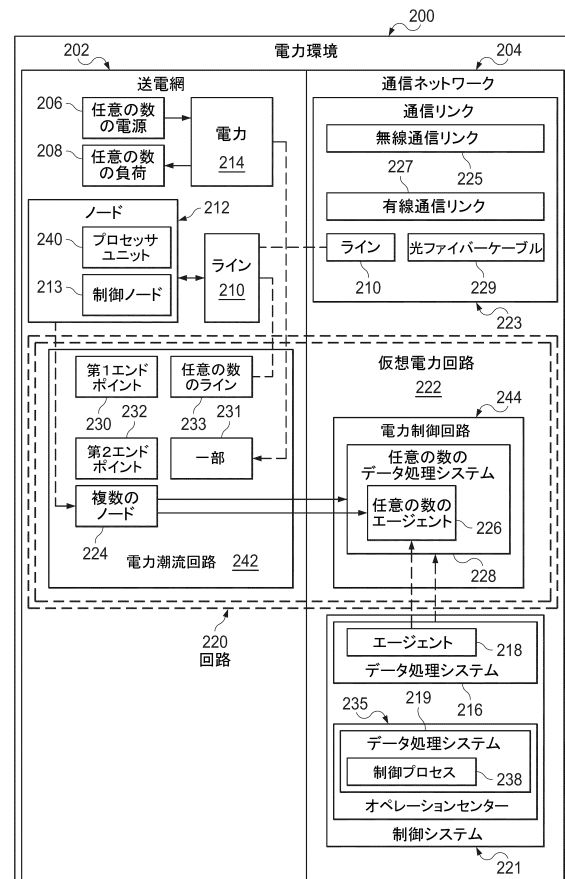 200
電力環境
202
送電網
206
任意の数
の電源
208
任意の数
の負荷
電力
214
ノード
212
240
プロセッサ
ユニット
213
制御ノード
ライン
210
204
通信ネットワーク
通信リンク
無線通信リンク
227
225
有線通信リンク
ライン
210
光ファイバーケーブル
229
223
第1エンド
ポイント
230
232
任意の数
のライン
233
231
第2エンド
ポイント
一部
複数の
ノード
224
電力潮流回路 242
仮想電力回路
222
244
電力制御回路
任意の数の
データ処理システム
任意の数の
エージェント
226
228
220
回路
エージェント
218
データ処理システム
219
216
235
データ処理システム
制御プロセス
238
オペレーションセンター
制御システム
221